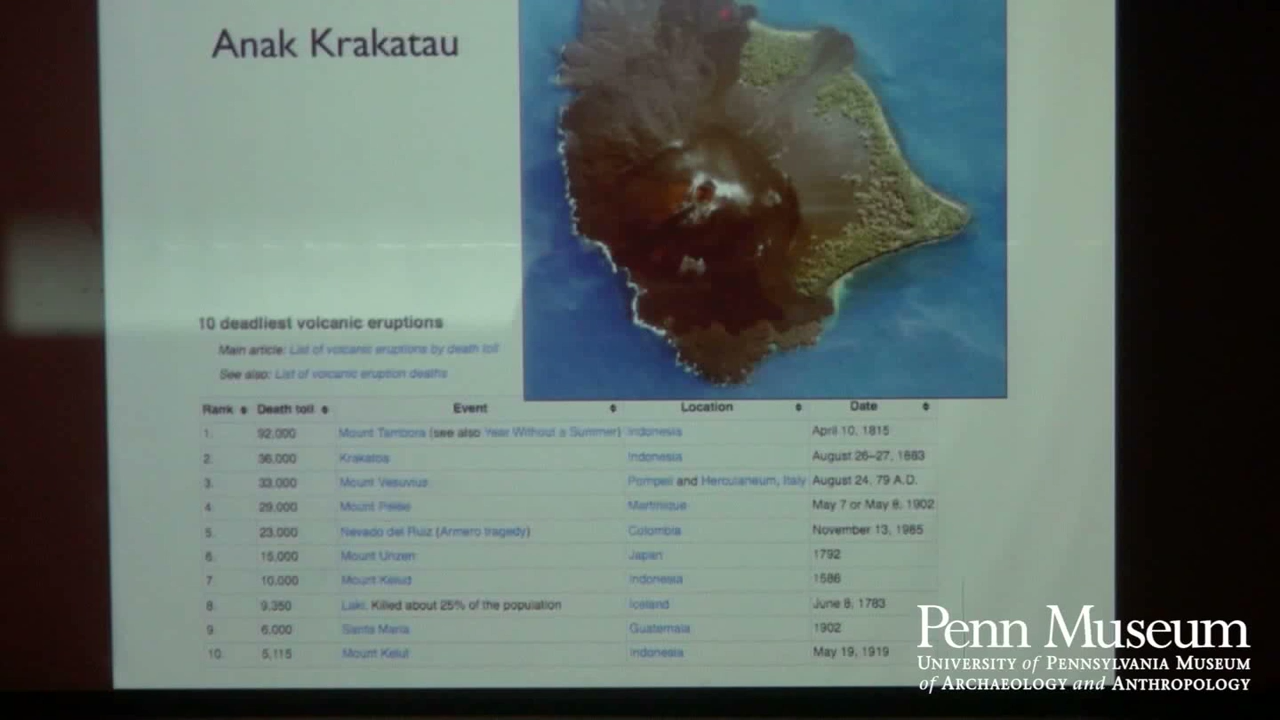 Anak Krakatau
10 deadliest volcanic eruptions
Main article: List of volcanic eruptions by death toll
See also: List of volcanic eruption deaths
Rank Death toll Event Location Date
1. 92,000 Mount Tambora (see also Year Without a Summer) Indonesia April 10, 1815
2. 36,000 Krakatoa Indonesia August 26–27, 1883
3. 33,000 Mount Vesuvius Pompeii and Herculaneum, Italy August 24, 79 A.D.
4. 29,000 Mount Pelée Martinique May 7 or May 8, 1902
5. 23,000 Nevado del Ruiz (Armero tragedy) Colombia November 13, 1985
6. 15,000 Mount Unzen Japan 1792
7. 10,000 Mount Kelud Indonesia 1586
8. 9,350 Laki. Killed about 25% of the population Iceland June 8, 1783
9. 6,000 Santa Maria Guatemala 1902
10. 5,115 Mount Kelut Indonesia May 19, 1919
Penn Museum
UNIVERSITY of PENNSYLVANIA MUSEUM
of ARCHAEOLOGY and ANTHROPOLOGY